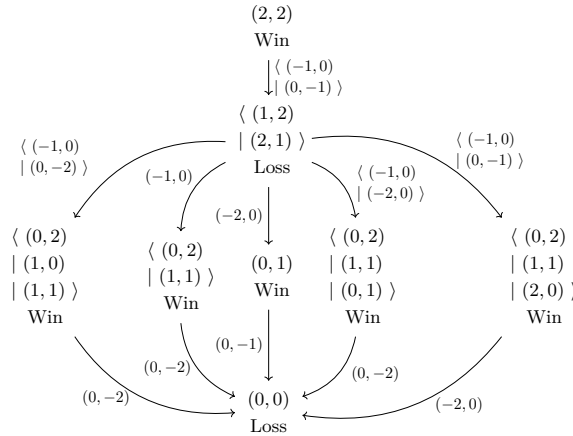 (2, 2)
Win
⟨ (−1, 0)
| (0, −1) ⟩
⟨ (1, 2)
| (2, 1) ⟩
Loss
⟨ (−1, 0)
| (0, −2) ⟩
(−1, 0)
(−2, 0)
⟨ (−1, 0)
| (−2, 0) ⟩
⟨ (−1, 0)
| (0, −1) ⟩
⟨ (0, 2)
| (1, 0)
| (1, 1) ⟩
Win
⟨ (0, 2)
| (1, 1) ⟩
Win
(0, 1)
Win
⟨ (0, 2)
| (1, 1)
| (0, 1) ⟩
Win
⟨ (0, 2)
| (1, 1)
| (2, 0) ⟩
Win
(0, −2)
(0, −2)
(0, −1)
(0, −2)
(−2, 0)
(0, 0)
Loss